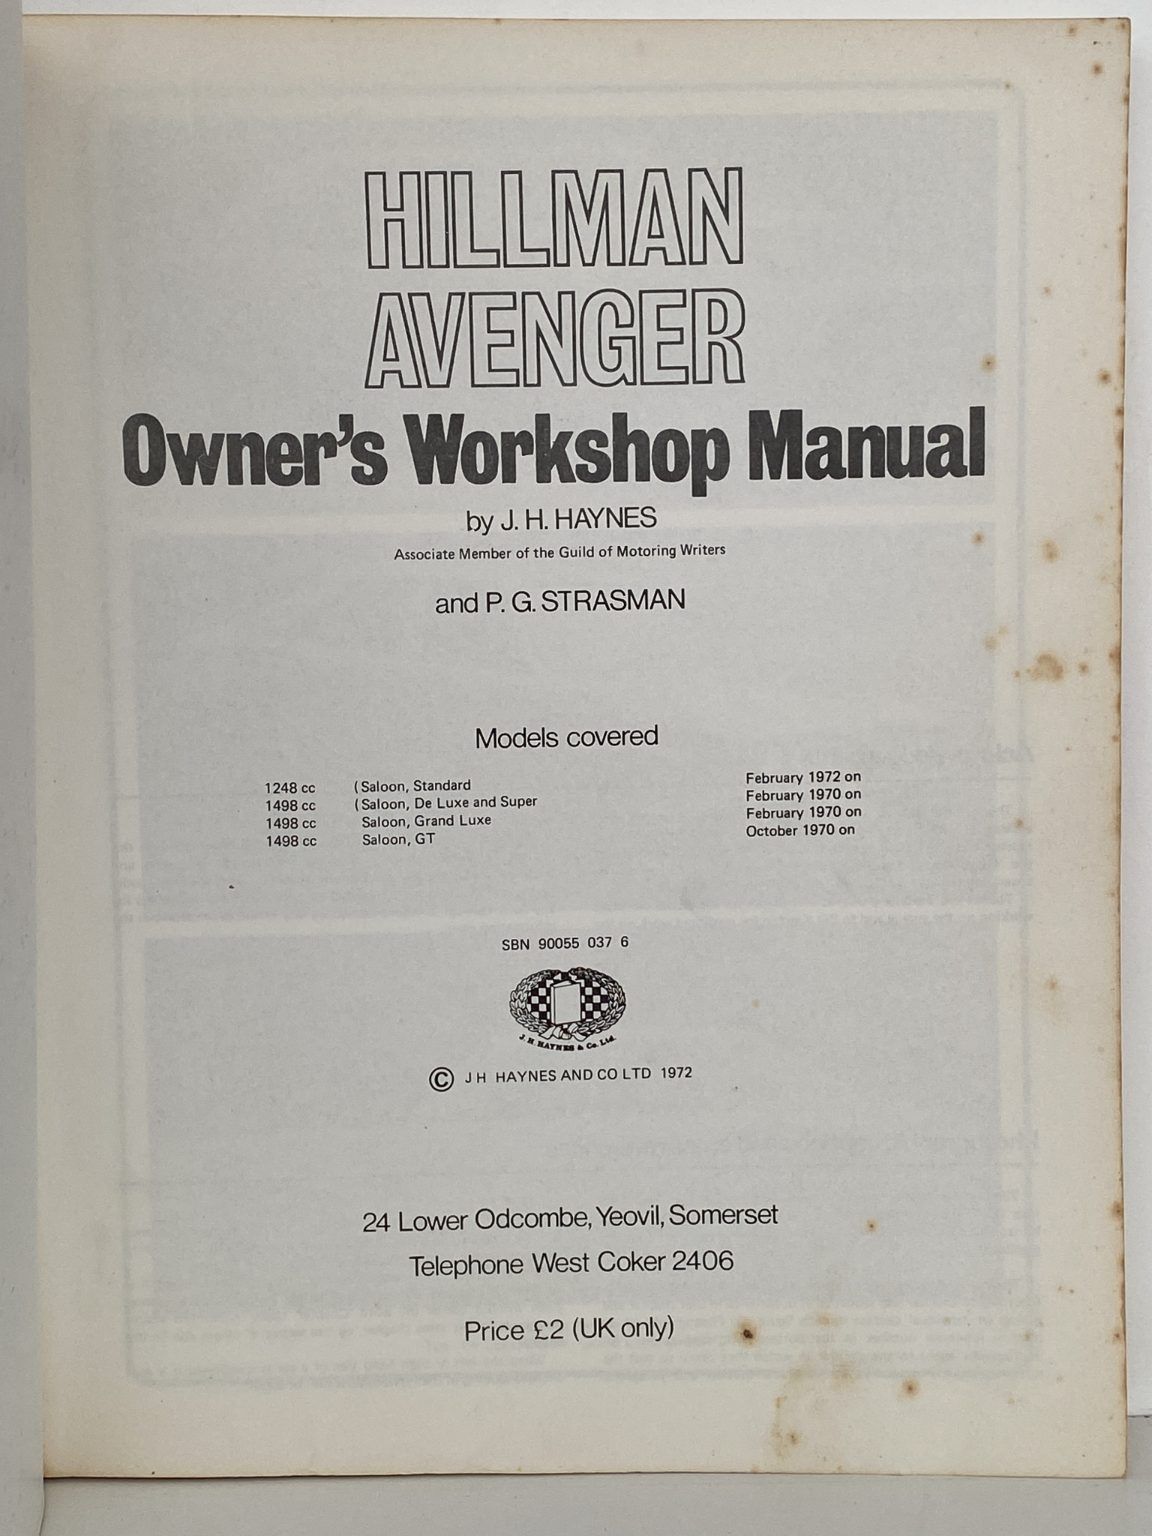 HILLMAN
AVENGER
Owner's Workshop Manual
by J. H. HAYNES
Associate Member of the Guild of Motoring Writers
and P. G. STRASMAN
Models covered
1248 cc (Saloon, Standard February 1972 on
1498 cc (Saloon, De Luxe and Super February 1970 on
1498 cc Saloon, Grand Luxe February 1970 on
1498 cc Saloon, GT October 1970 on
SBN 90055 037 6
J. H. HAYNES & Co. Ltd.
© J H HAYNES AND CO LTD 1972
24 Lower Odcombe, Yeovil, Somerset
Telephone West Coker 2406
Price £2 (UK only)